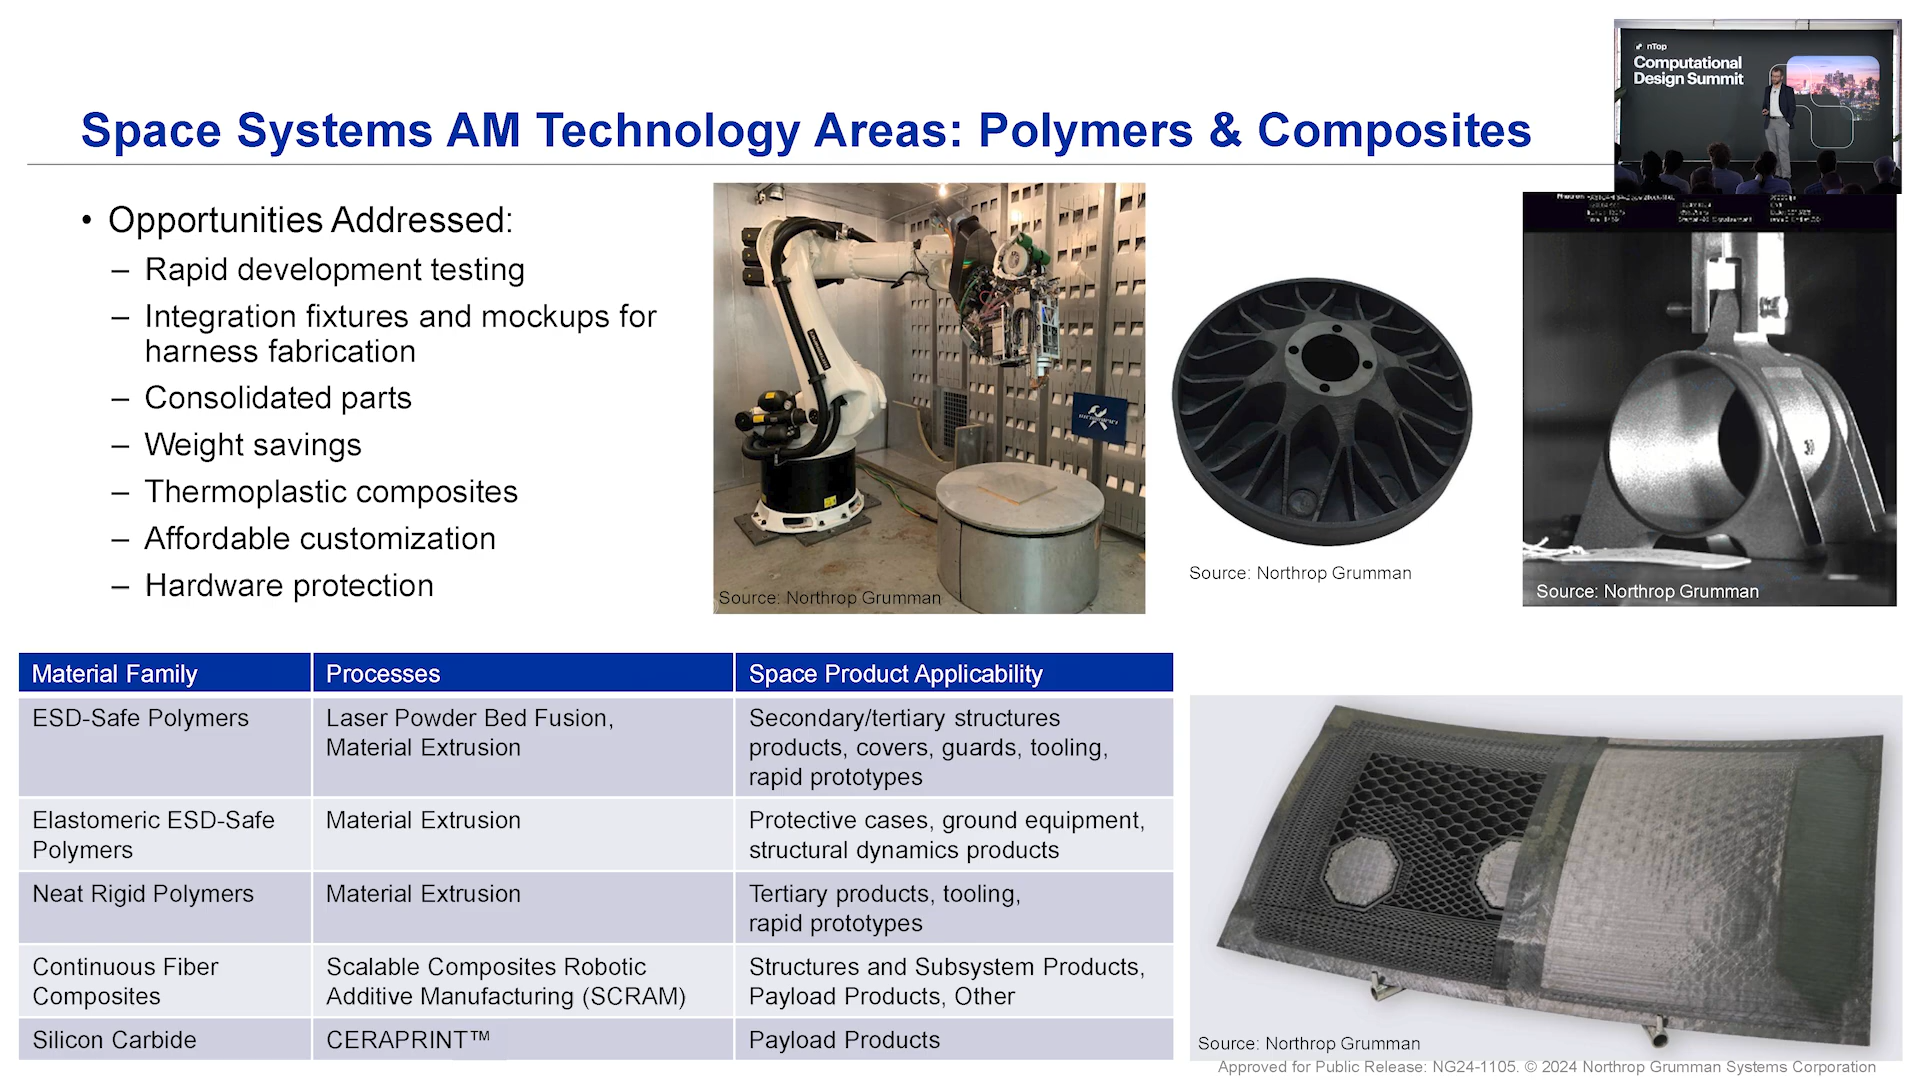 nTop
Computational
Design Summit
Space Systems AM Technology Areas: Polymers & Composites
• Opportunities Addressed:
– Rapid development testing
– Integration fixtures and mockups for
harness fabrication
– Consolidated parts
– Weight savings
– Thermoplastic composites
– Affordable customization
– Hardware protection
Source: Northrop Grumman
Source: Northrop Grumman
Source: Northrop Grumman
Material Family
Processes
Space Product Applicability
ESD-Safe Polymers
Laser Powder Bed Fusion,
Material Extrusion
Secondary/tertiary structures
products, covers, guards, tooling,
rapid prototypes
Elastomeric ESD-Safe
Polymers
Material Extrusion
Protective cases, ground equipment,
structural dynamics products
Neat Rigid Polymers
Material Extrusion
Tertiary products, tooling,
rapid prototypes
Continuous Fiber
Composites
Scalable Composites Robotic
Additive Manufacturing (SCRAM)
Structures and Subsystem Products,
Payload Products, Other
Silicon Carbide
CERAPRINT™
Payload Products
Source: Northrop Grumman
Approved for Public Release: NG24-1105. © 2024 Northrop Grumman Systems Corporation